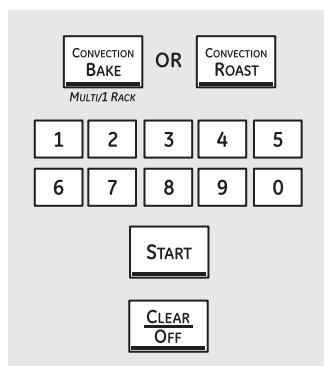 CONVECTION BAKE OR CONVECTION ROAST
MULTI/1 RACK
1 2 3 4 5
6 7 8 9 0
START
CLEAR
OFF